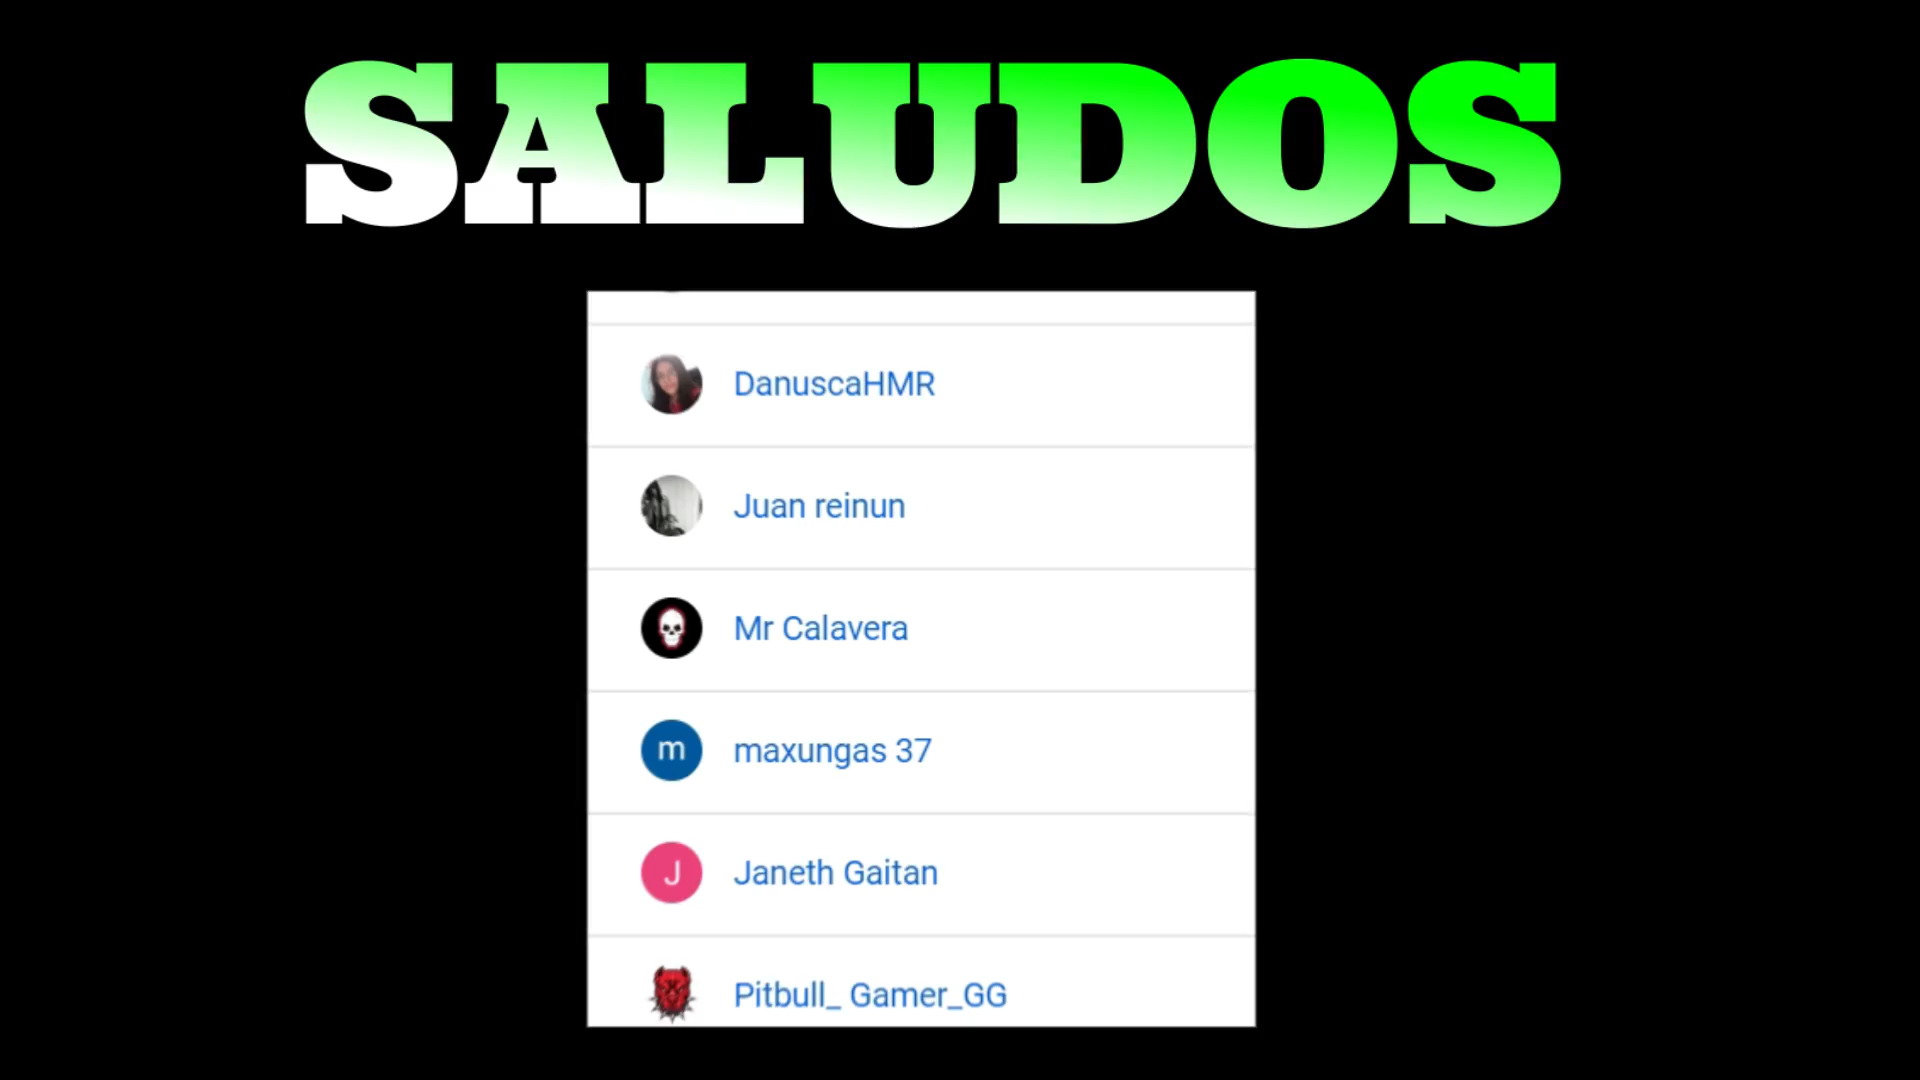 SALUDOS
DanuscaHMR
Juan reinun
Mr Calavera
m
maxungas 37
J
Janeth Gaitan
Pitbull_ Gamer_GG